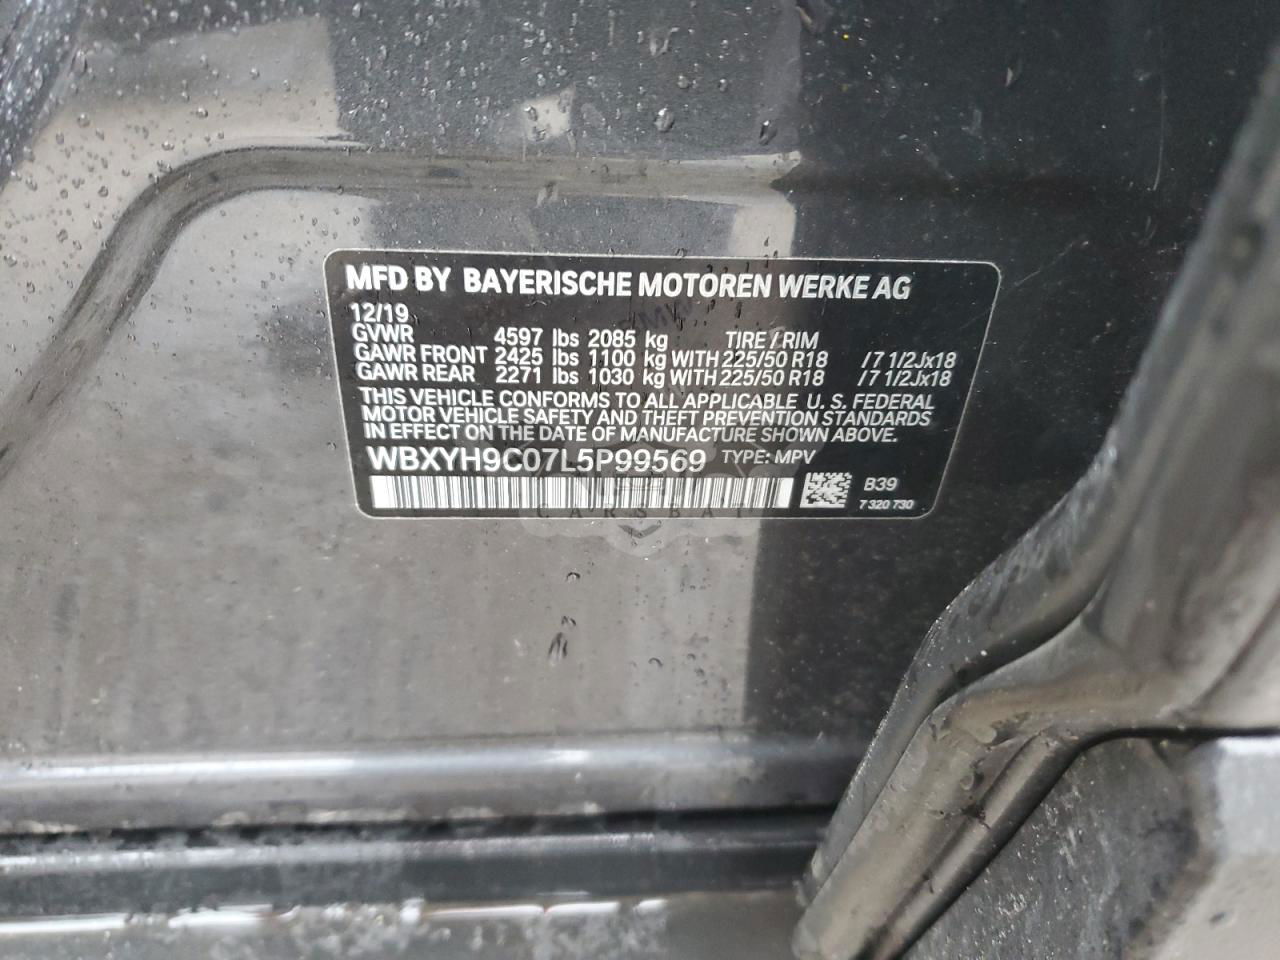 MFD BY BAYERISCHE MOTOREN WERKE AG
12/19
GVWR 4597 lbs 2085 kg TIRE / RIM
GAWR FRONT 2425 lbs 1100 kg WITH 225/50 R18 /7 1/2Jx18
GAWR REAR 2271 lbs 1030 kg WITH 225/50 R18 /7 1/2Jx18
THIS VEHICLE CONFORMS TO ALL APPLICABLE U. S. FEDERAL
MOTOR VEHICLE SAFETY AND THEFT PREVENTION STANDARDS
IN EFFECT ON THE DATE OF MANUFACTURE SHOWN ABOVE.
WBXYH9C07L5P99569 TYPE: MPV
B39
7 320 730